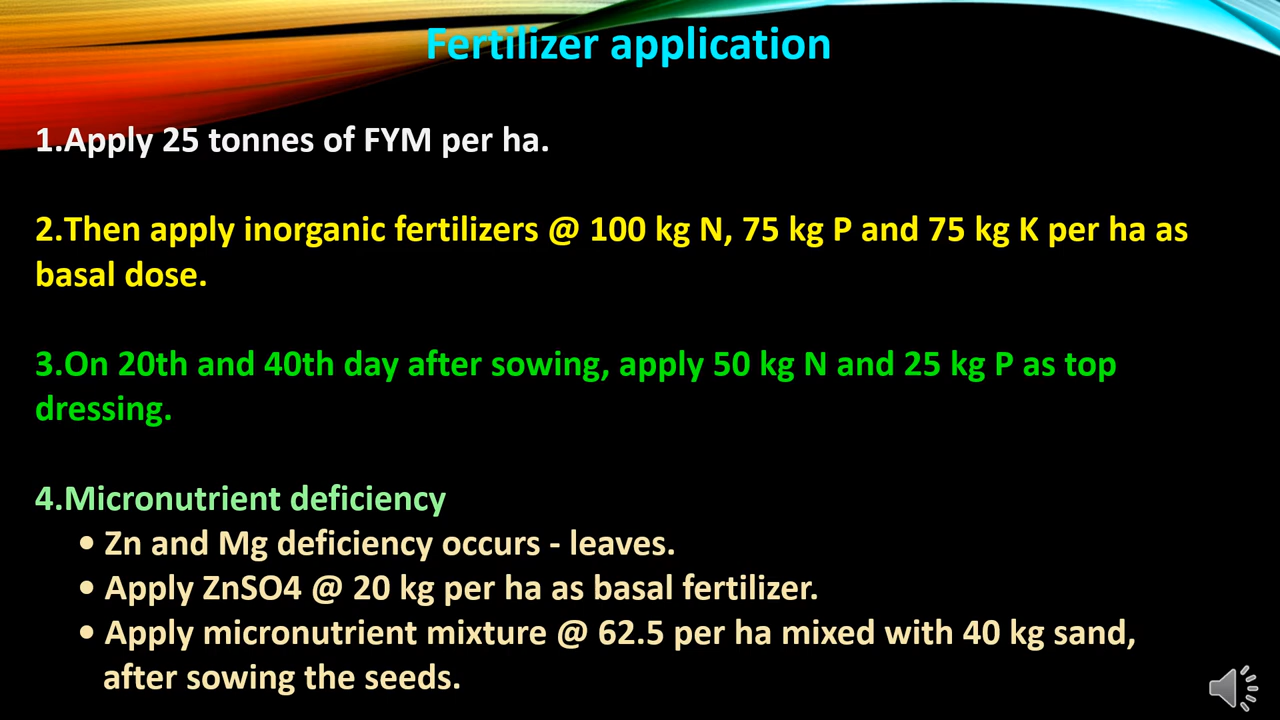 Fertilizer application
1.Apply 25 tonnes of FYM per ha.
2.Then apply inorganic fertilizers @ 100 kg N, 75 kg P and 75 kg K per ha as
basal dose.
3.On 20th and 40th day after sowing, apply 50 kg N and 25 kg P as top
dressing.
4.Micronutrient deficiency
• Zn and Mg deficiency occurs - leaves.
• Apply ZnSO4 @ 20 kg per ha as basal fertilizer.
• Apply micronutrient mixture @ 62.5 per ha mixed with 40 kg sand,
after sowing the seeds.